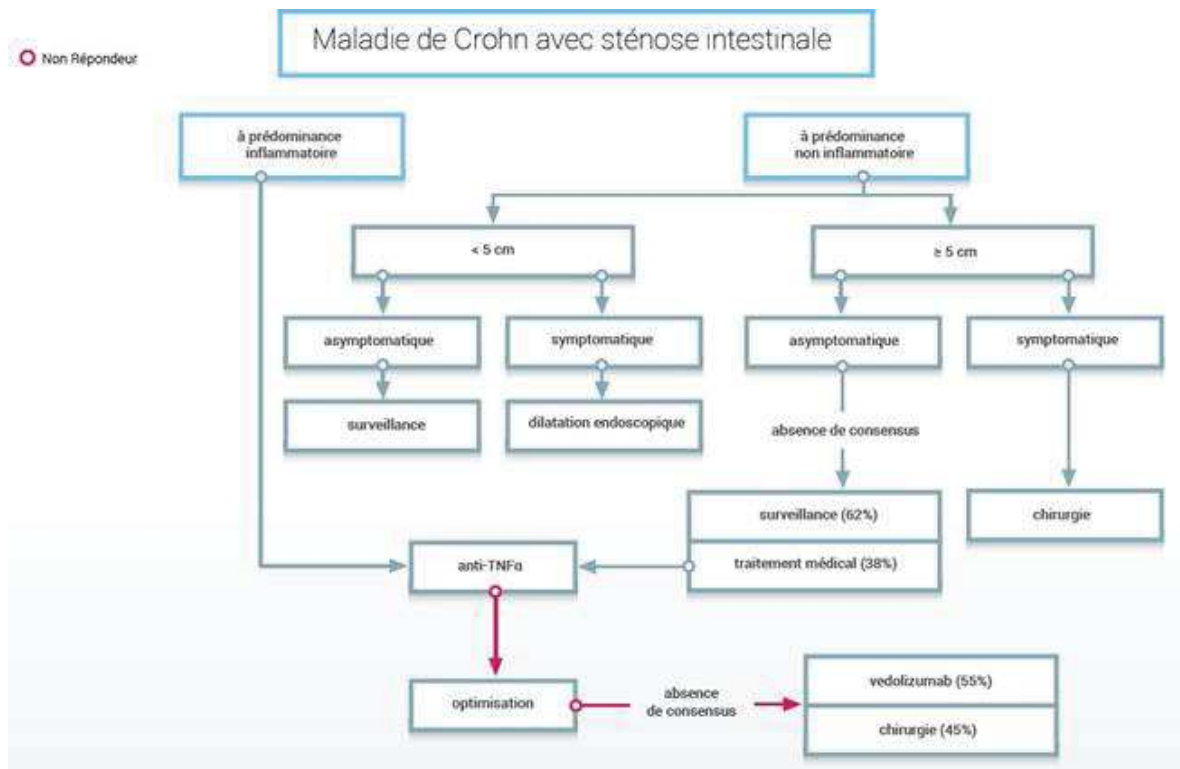 Maladie de Crohn avec sténose intestinale
Non Répondeur
à prédominance
inflammatoire
à prédominance
non inflammatoire
< 5 cm
≥ 5 cm
asymptomatique
symptomatique
asymptomatique
symptomatique
surveillance
dilatation endoscopique
absence de consensus
surveillance (62%)
chirurgie
anti-TNFα
traitement médical (38%)
optimisation
absence
de consensus
vedolizumab (55%)
chirurgie (45%)